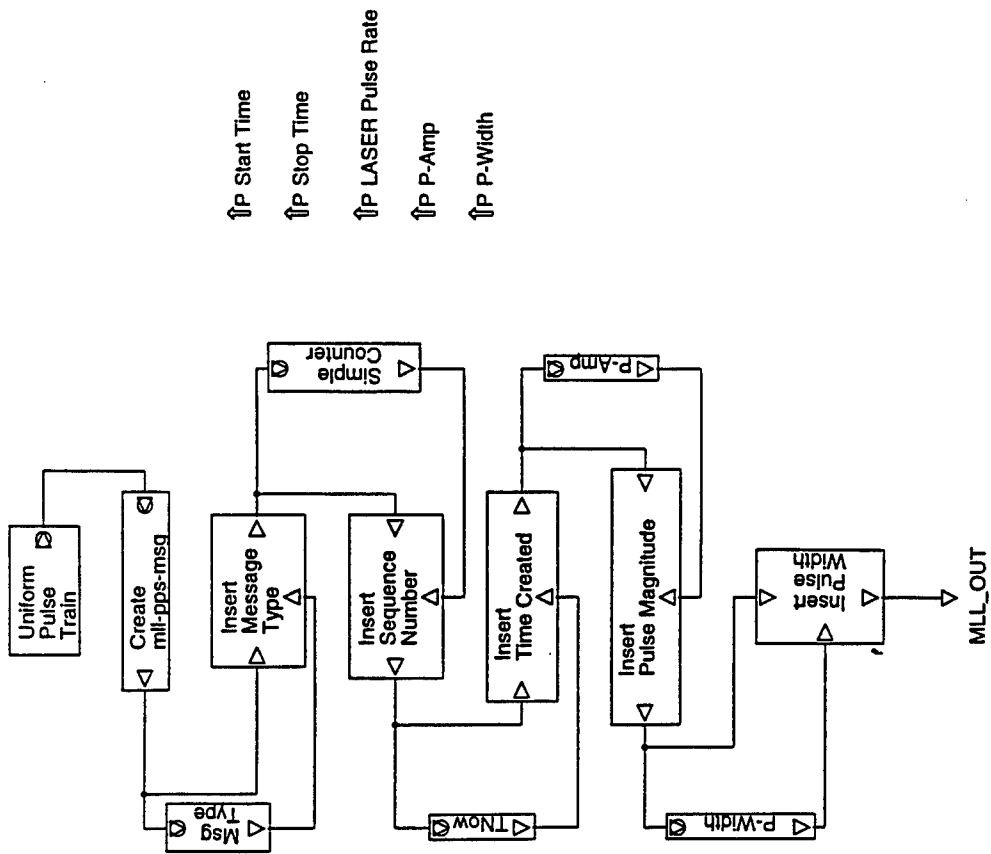 Uniform
Pulse
Train
Create
mll-pps-msg
Msg
Type
Insert
Message
Type
Simple
Counter
Insert
Sequence
Number
TNow
Insert
Time Created
P-Amp
Insert
Pulse Magnitude
P-Width
Insert
Pulse
Width
MLL_OUT
⇑P Start Time
⇑P Stop Time
⇑P LASER Pulse Rate
⇑P P-Amp
⇑P P-Width